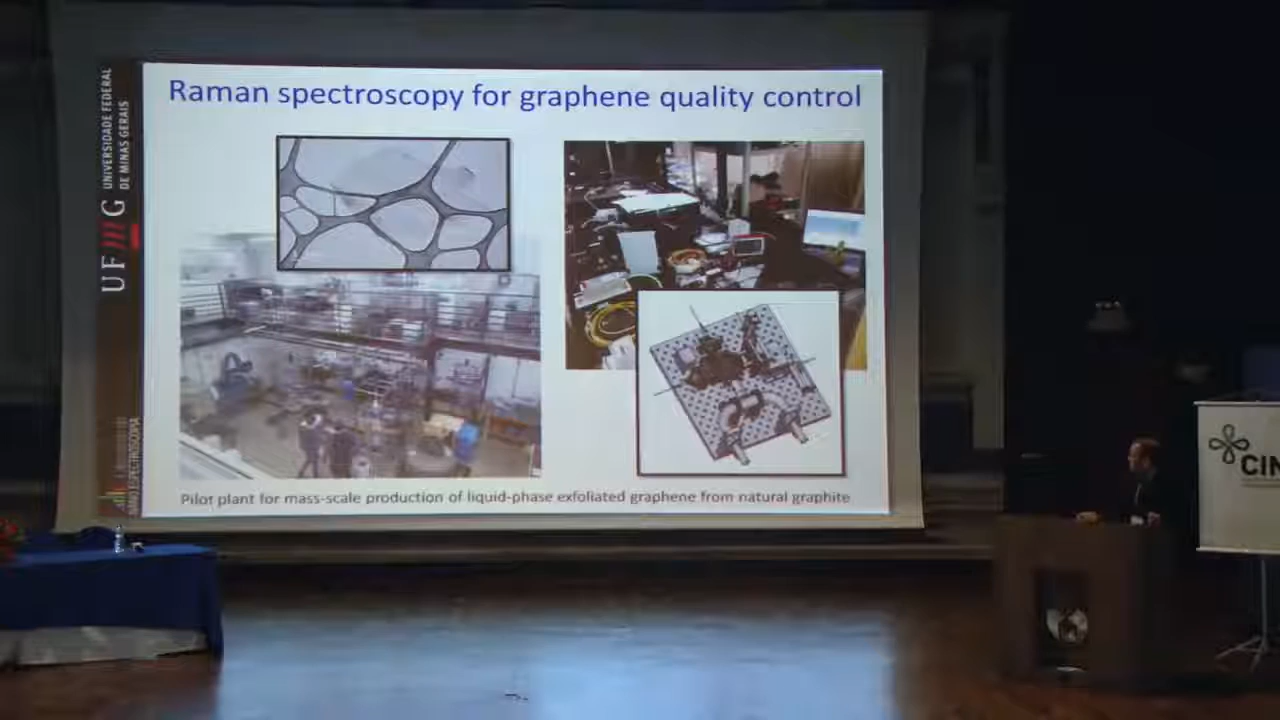 Raman spectroscopy for graphene quality control
UFMG
UNIVERSIDADE FEDERAL
DE MINAS GERAIS
Pilot plant for mass-scale production of liquid-phase exfoliated graphene from natural graphite
CIN